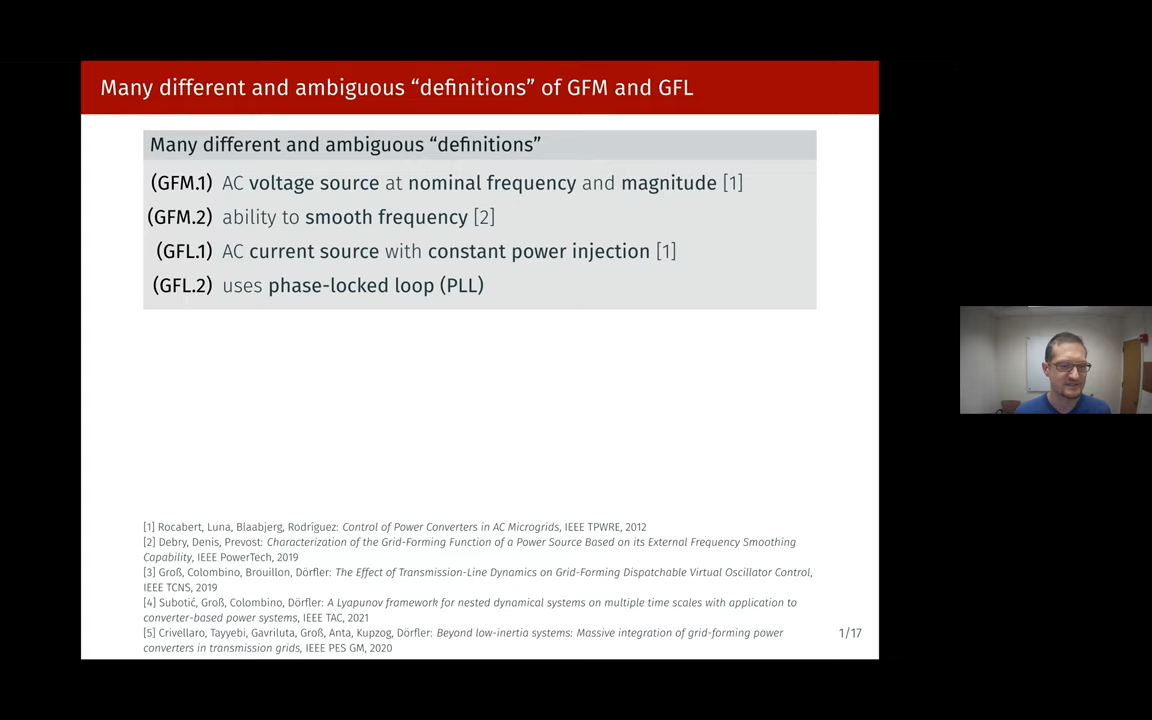 Many different and ambiguous “definitions” of GFM and GFL
Many different and ambiguous “definitions”
(GFM.1) AC voltage source at nominal frequency and magnitude [1]
(GFM.2) ability to smooth frequency [2]
(GFL.1) AC current source with constant power injection [1]
(GFL.2) uses phase-locked loop (PLL)
[1] Rocabert, Luna, Blaabjerg, Rodríguez: Control of Power Converters in AC Microgrids, IEEE TPWRE, 2012
[2] Debry, Denis, Prevost: Characterization of the Grid-Forming Function of a Power Source Based on its External Frequency Smoothing
Capability, IEEE PowerTech, 2019
[3] Groß, Colombino, Brouillon, Dörfler: The Effect of Transmission-Line Dynamics on Grid-Forming Dispatchable Virtual Oscillator Control,
IEEE TCNS, 2019
[4] Subotić, Groß, Colombino, Dörfler: A Lyapunov framework for nested dynamical systems on multiple time scales with application to
converter-based power systems, IEEE TAC, 2021
[5] Crivellaro, Tayyebi, Gavriluta, Groß, Anta, Kupzog, Dörfler: Beyond low-inertia systems: Massive integration of grid-forming power
converters in transmission grids, IEEE PES GM, 2020
1/17